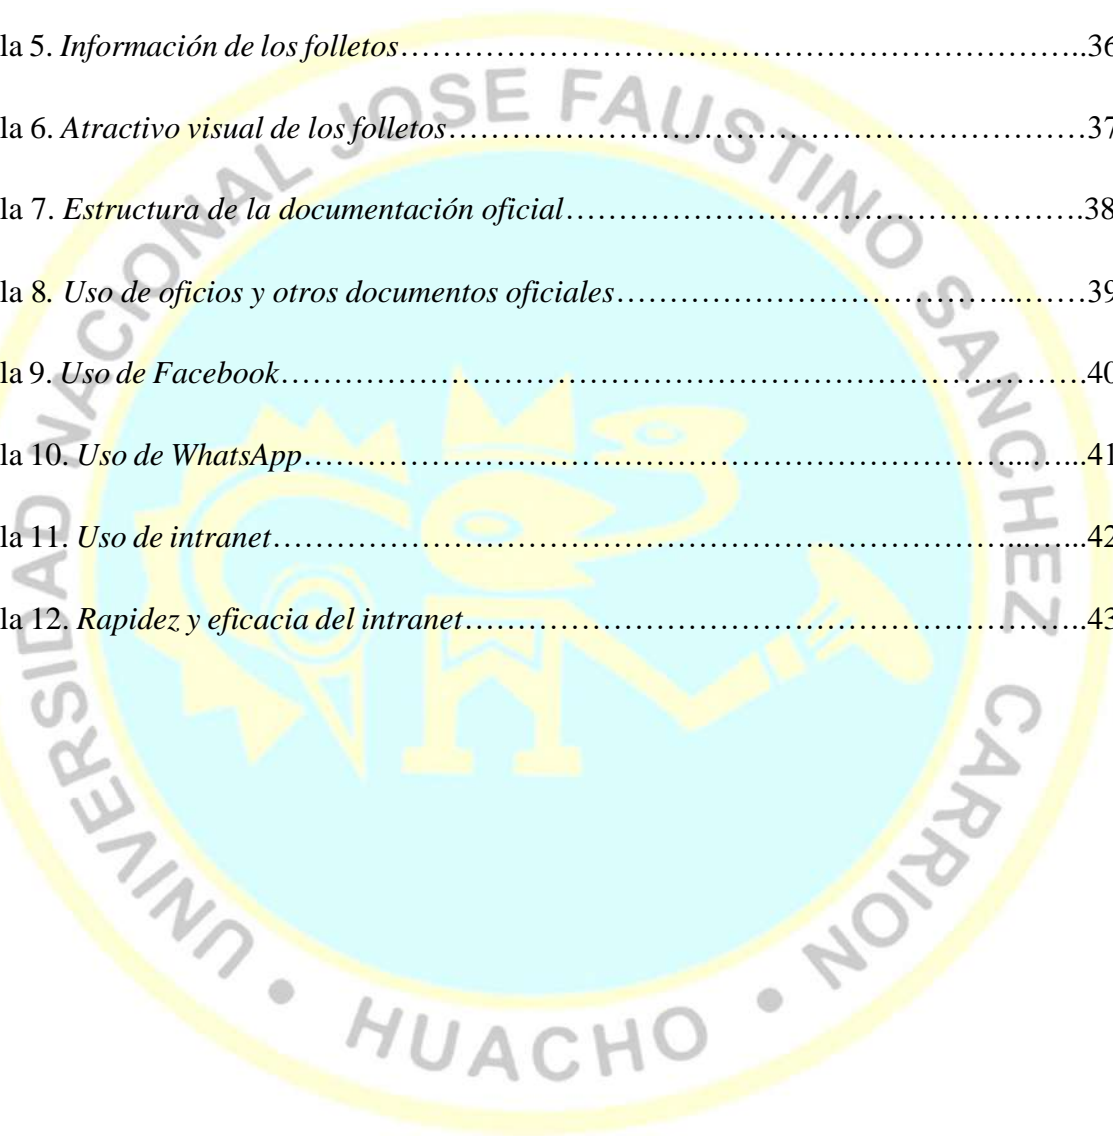 la 5. Información de los folletos……………………………………………………………………..36
la 6. Atractivo visual de los folletos…………………………………………………………………37
la 7. Estructura de la documentación oficial……………………………………………………….38
la 8. Uso de oficios y otros documentos oficiales…………………………………………...……39
la 9. Uso de Facebook……………………………………………………………………………….40
la 10. Uso de WhatsApp……………………………………………………………………...…...41
la 11. Uso de intranet………………………………………………………………………..…...42
la 12. Rapidez y eficacia del intranet……………………………………………………………..43
UNIVERSIDAD NACIONAL JOSE FAUSTINO SANCHEZ CARRION • HUACHO •